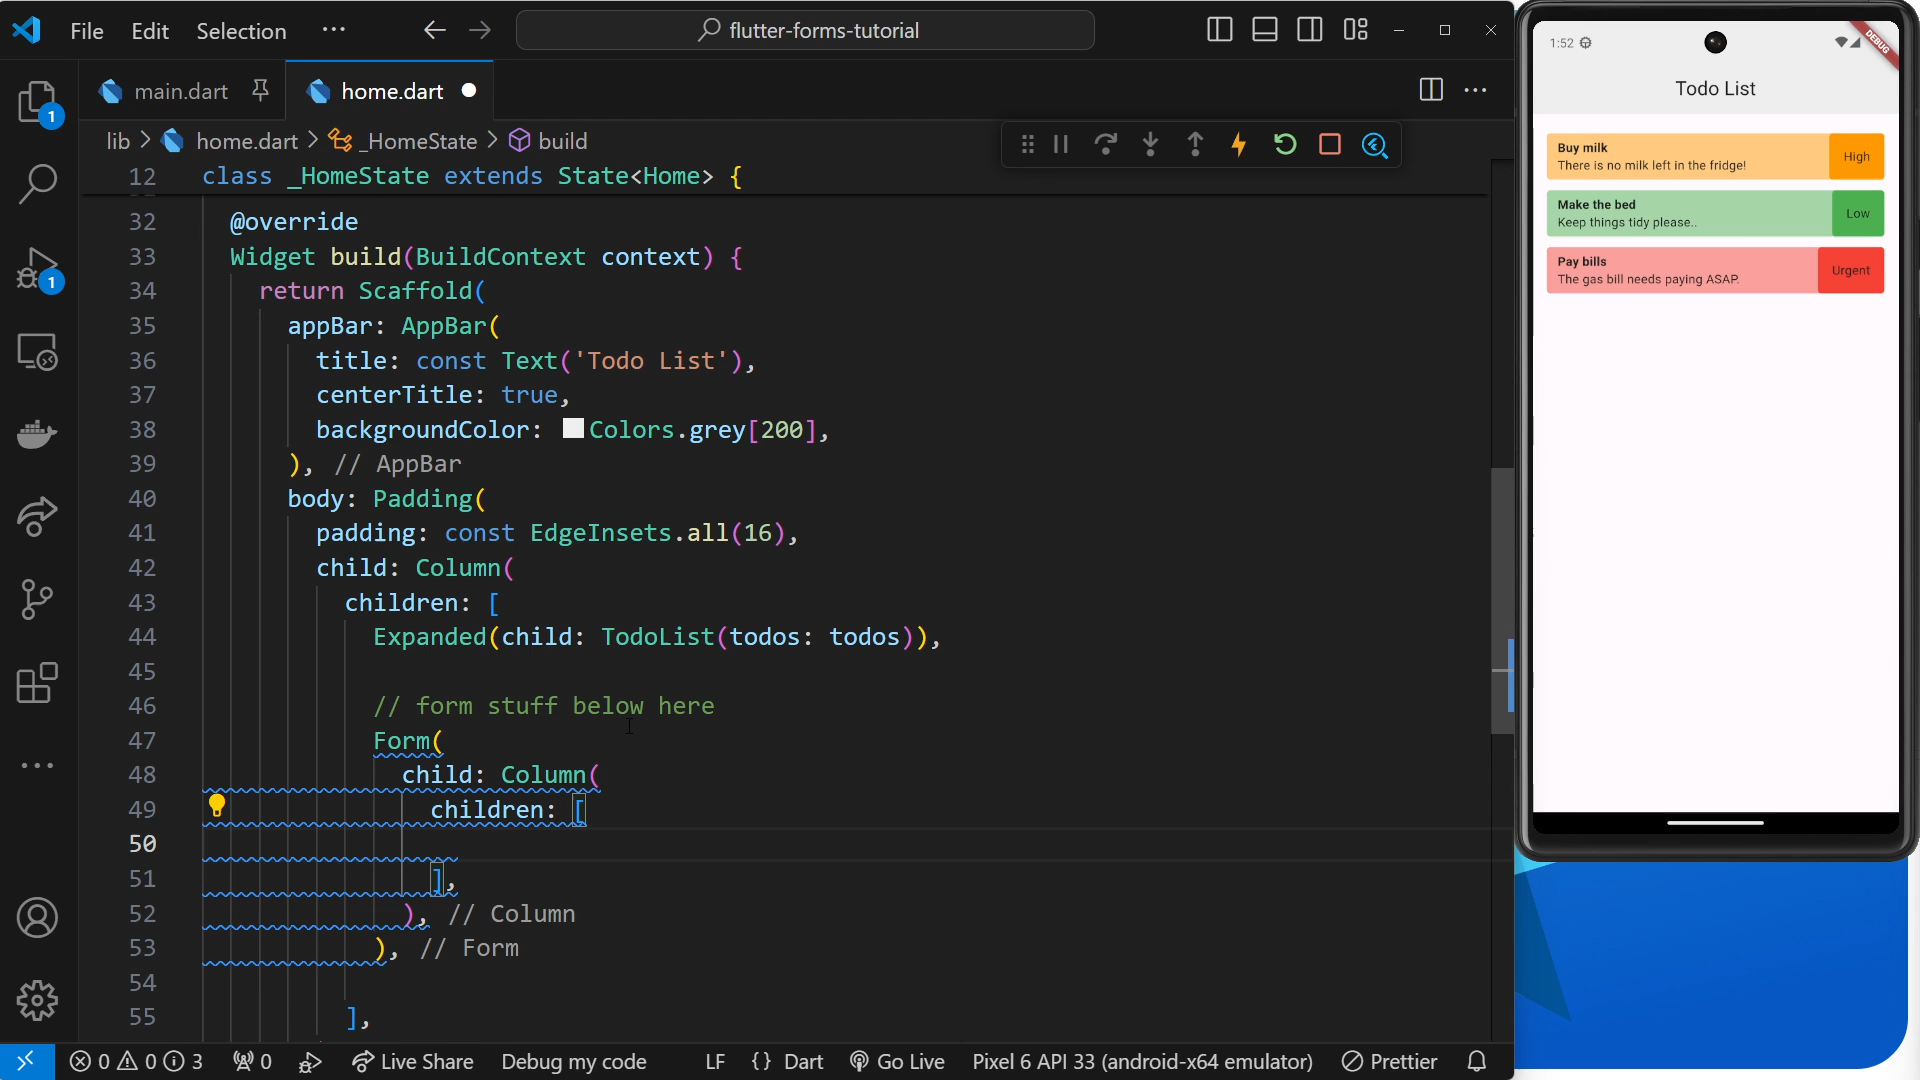 File Edit Selection ··· flutter-forms-tutorial
main.dart home.dart
lib > home.dart > _HomeState > build
12 class _HomeState extends State<Home> {
32 @override
33 Widget build(BuildContext context) {
34 return Scaffold(
35 appBar: AppBar(
36 title: const Text('Todo List'),
37 centerTitle: true,
38 backgroundColor: Colors.grey[200],
39 ), // AppBar
40 body: Padding(
41 padding: const EdgeInsets.all(16),
42 child: Column(
43 children: [
44 Expanded(child: TodoList(todos: todos)),
45
46 // form stuff below here
47 Form(
48 child: Column(
49 children: [
50
51 ],
52 ), // Column
53 ), // Form
54
55 ],
1
1
0 0 3 0 Live Share Debug my code LF {} Dart Go Live Pixel 6 API 33 (android-x64 emulator) Prettier
1:52
DEBUG
Todo List
Buy milk
There is no milk left in the fridge!
High
Make the bed
Keep things tidy please..
Low
Pay bills
The gas bill needs paying ASAP.
Urgent